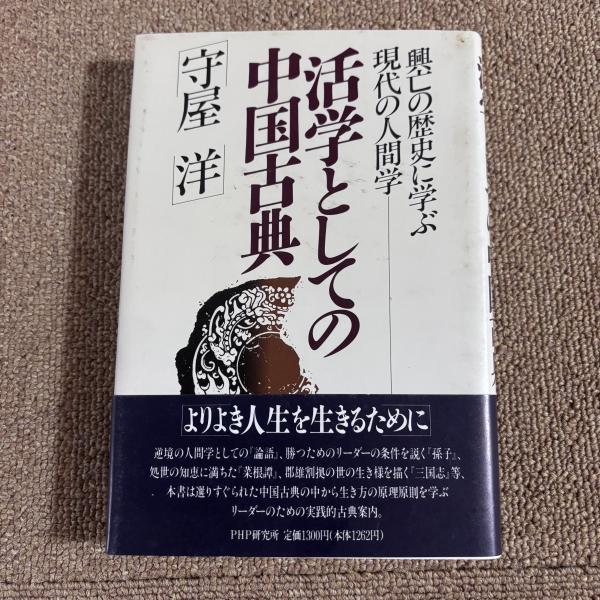 興亡の歴史に学ぶ
現代の人間学
活学としての
中国古典
守屋 洋
よりよき人生を生きるために
逆境の人間学としての『論語』、勝つためのリーダーの条件を説く『孫子』、
処世の知恵に満ちた『菜根譚』、群雄割拠の世の生き様を描く『三国志』等、
本書は選りすぐられた中国古典の中から生き方の原理原則を学ぶ
リーダーのための実践的古典案内。
PHP研究所 定価1300円(本体1262円)